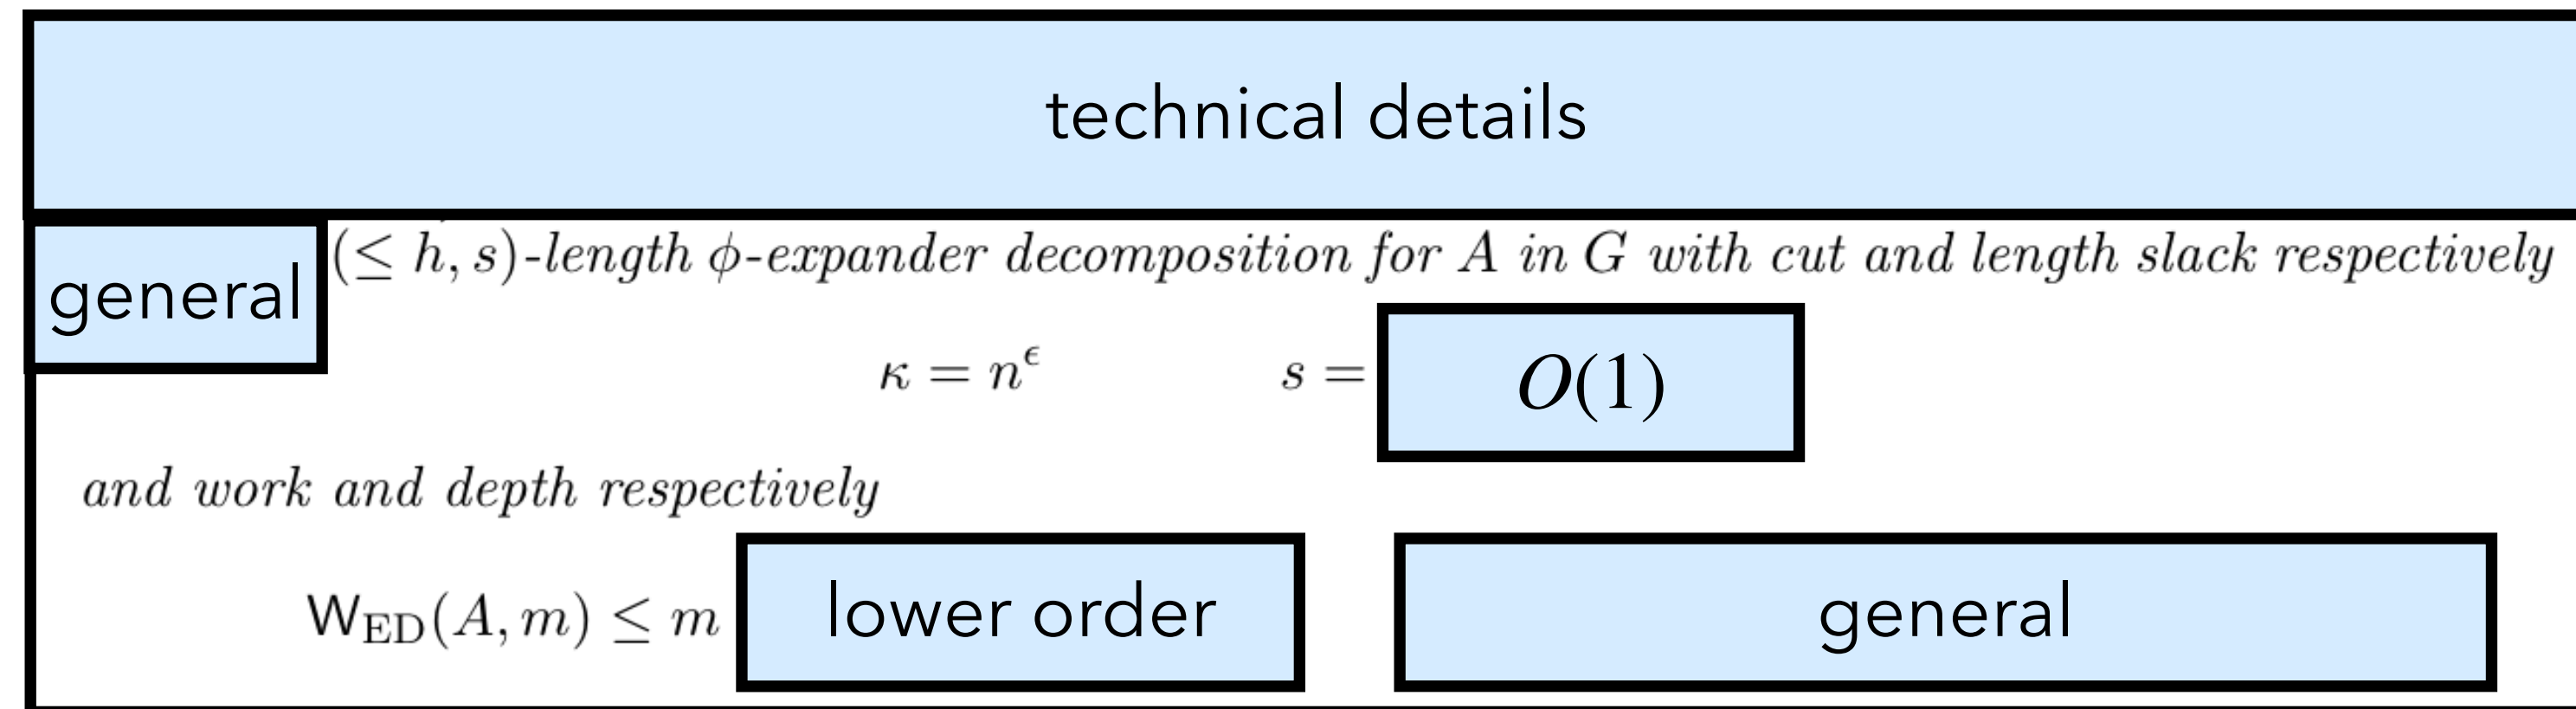 technical details
general (≤ h, s)-length ϕ-expander decomposition for A in G with cut and length slack respectively
κ = n^ϵ s = O(1)
and work and depth respectively
W_ED(A, m) ≤ m lower order general